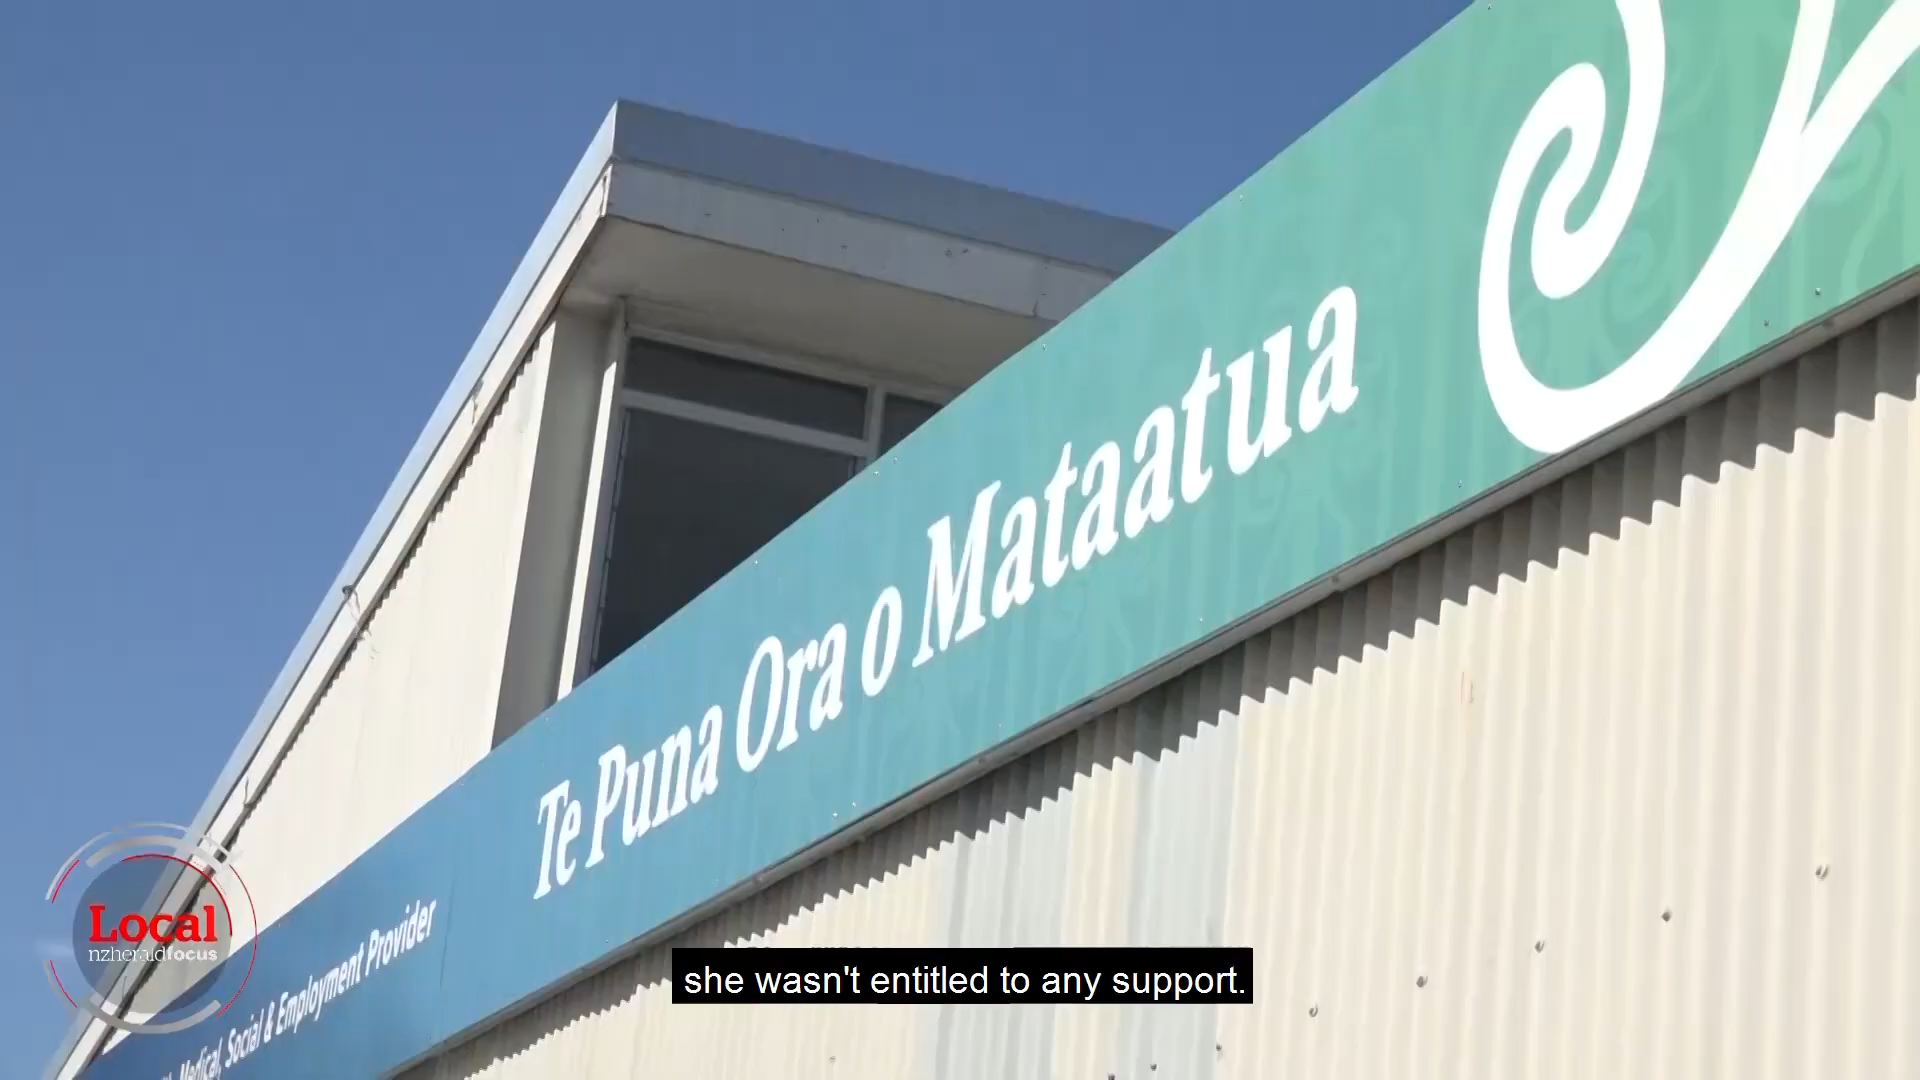 Te Puna Ora o Mataatua
Medical, Social & Employment Provider
Local
nzheraldfocus
she wasn't entitled to any support.